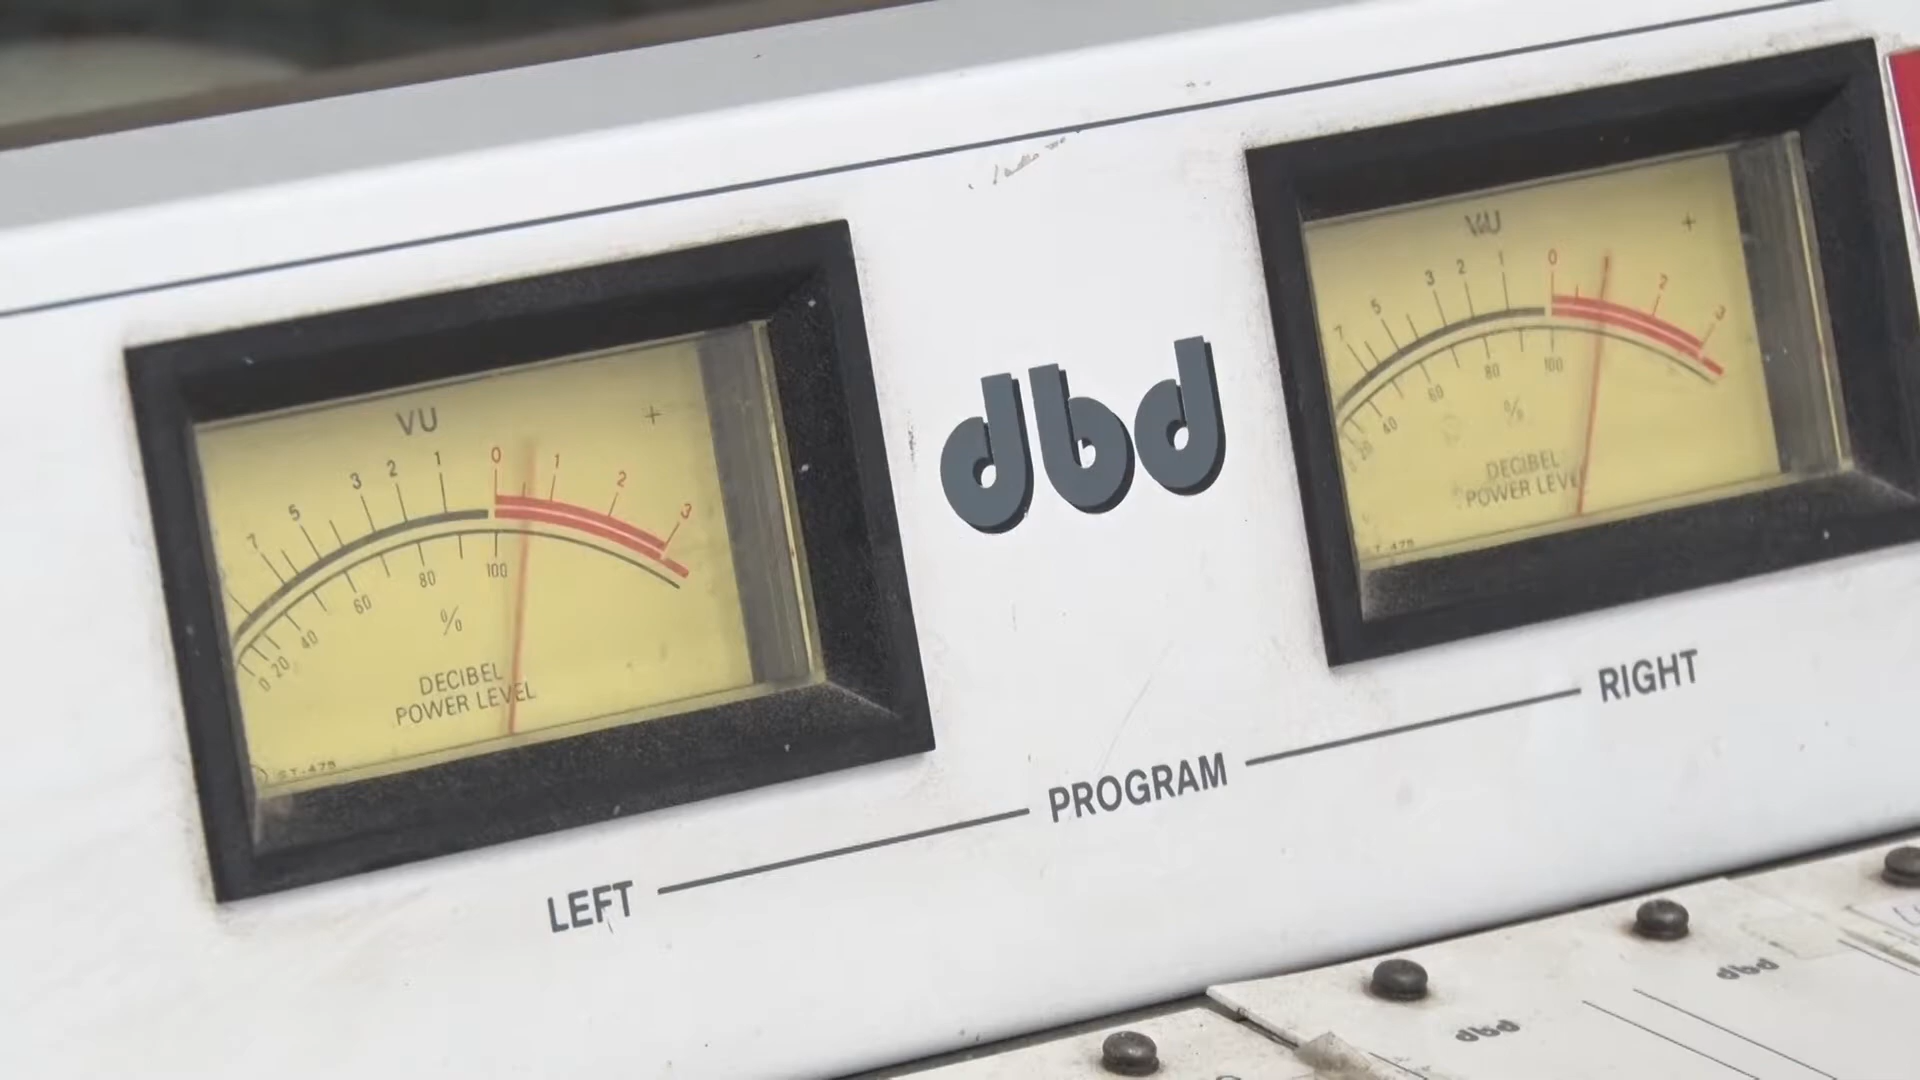 VU
+
7 5 3 2 1 0 1 2 3
0 20 40 60 80 100
%
DECIBEL
POWER LEVEL
ST-475
dbd
VU
+
7 5 3 2 1 0 2 3
20 40 60 80 100
%
DECIBEL
POWER LEVEL
LEFT PROGRAM RIGHT
dbd
dbd